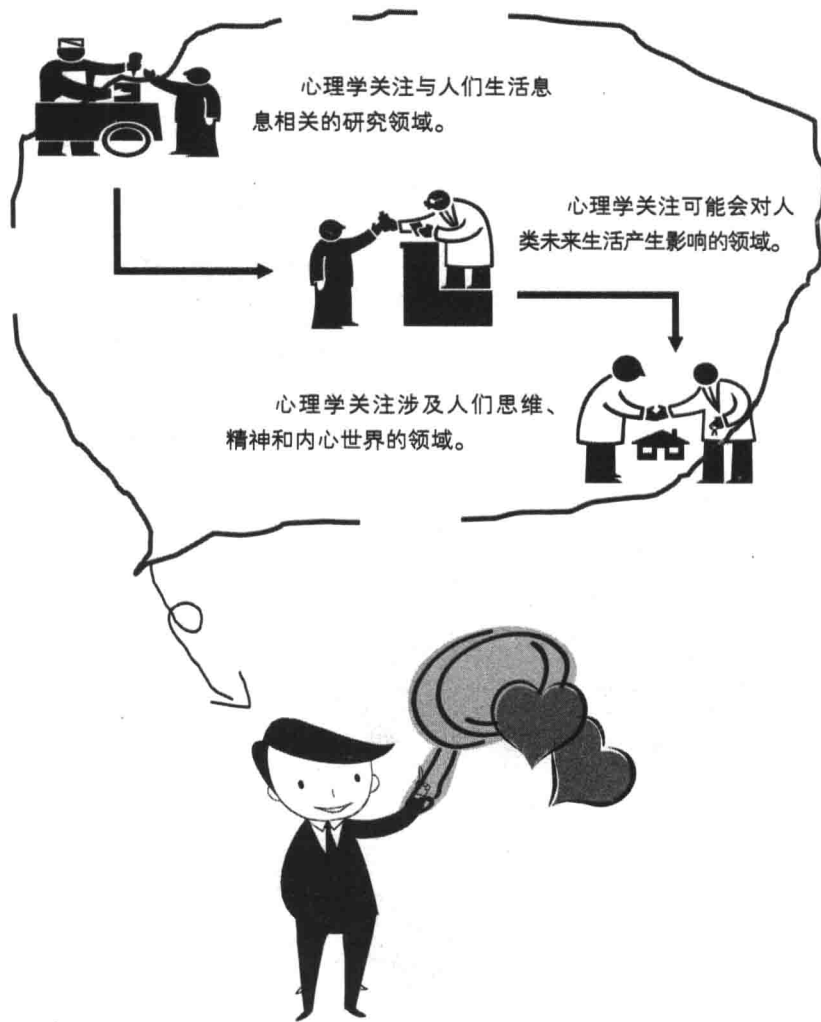 心理学关注与人们生活息
息相关的研究领域。
心理学关注可能会对人
类未来生活产生影响的领域。
心理学关注涉及人们思维、
精神和内心世界的领域。